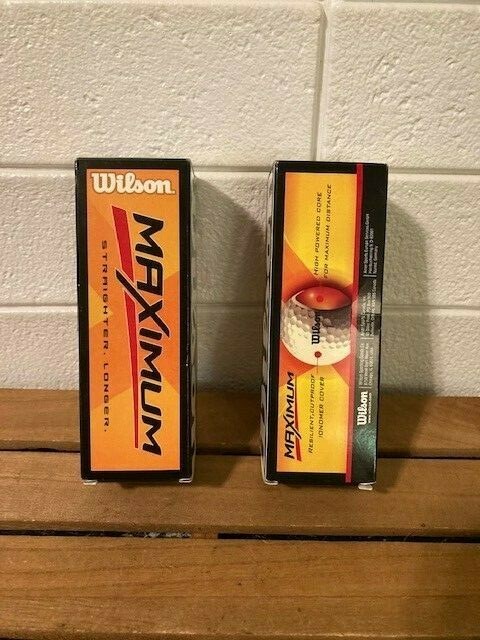 Wilson.
MAXIMUM
STRAIGHTER. LONGER.
HIGH POWERED CORE
FOR MAXIMUM DISTANCE
Wilson
MAXIMUM
RESILIENT, CUTPROOF
IONOMER COVER
Wilson